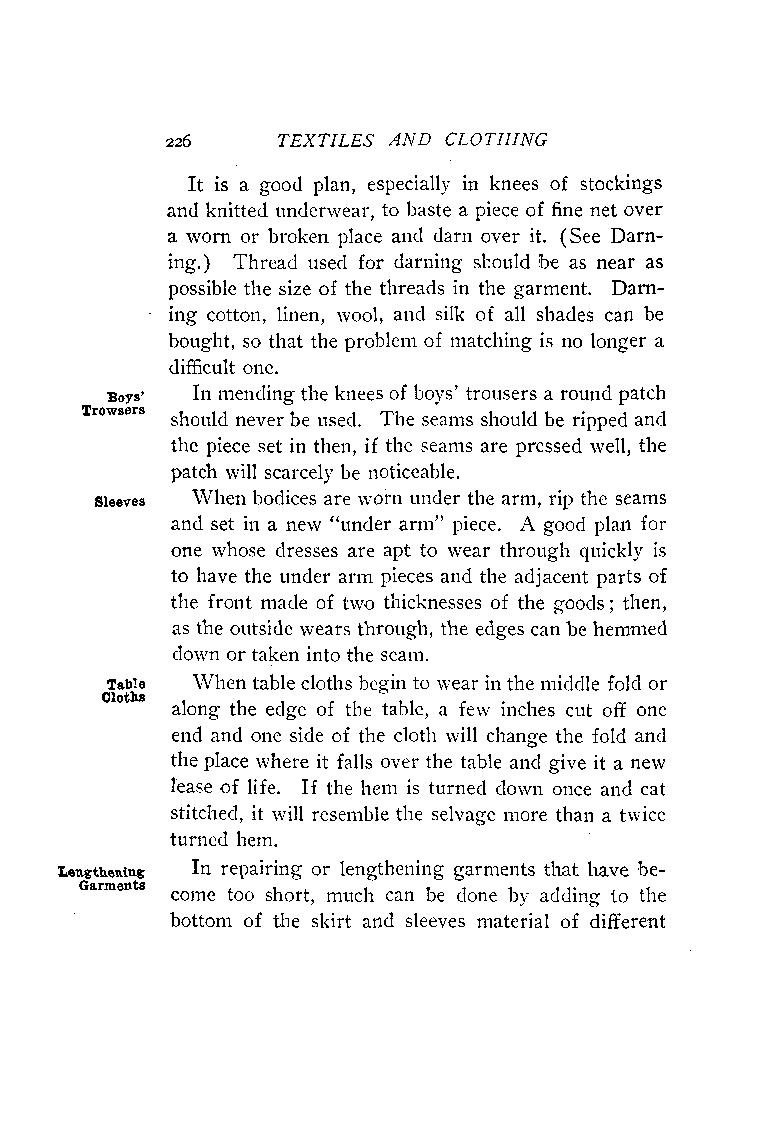 226 TEXTILES AND CLOTHING
It is a good plan, especially in knees of stockings
and knitted underwear, to baste a piece of fine net over
a worn or broken place and darn over it. (See Darn-
ing.) Thread used for darning should be as near as
possible the size of the threads in the garment. Darn-
ing cotton, linen, wool, and silk of all shades can be
bought, so that the problem of matching is no longer a
difficult one.
Boys'
Trowsers
In mending the knees of boys' trousers a round patch
should never be used. The seams should be ripped and
the piece set in then, if the seams are pressed well, the
patch will scarcely be noticeable.
Sleeves
When bodices are worn under the arm, rip the seams
and set in a new "under arm" piece. A good plan for
one whose dresses are apt to wear through quickly is
to have the under arm pieces and the adjacent parts of
the front made of two thicknesses of the goods; then,
as the outside wears through, the edges can be hemmed
down or taken into the seam.
Table
Cloths
When table cloths begin to wear in the middle fold or
along the edge of the table, a few inches cut off one
end and one side of the cloth will change the fold and
the place where it falls over the table and give it a new
lease of life. If the hem is turned down once and cat
stitched, it will resemble the selvage more than a twice
turned hem.
Lengthening
Garments
In repairing or lengthening garments that have be-
come too short, much can be done by adding to the
bottom of the skirt and sleeves material of different